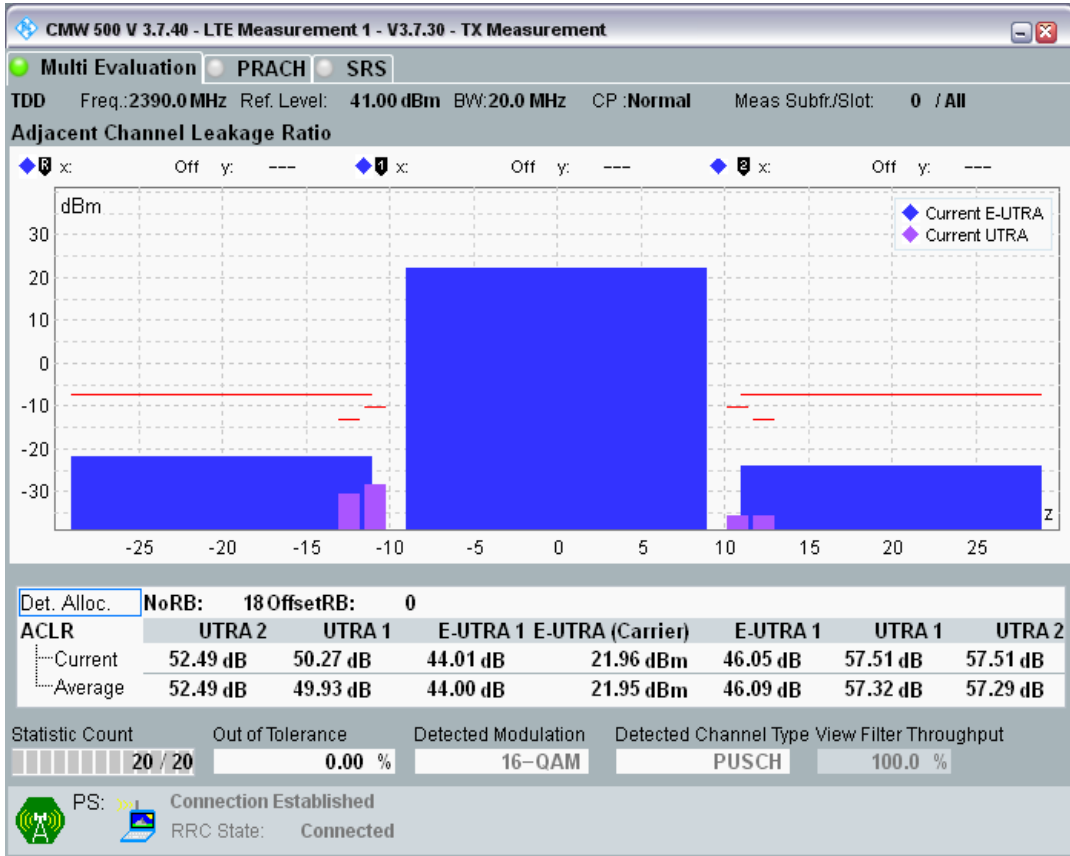 CMW 500 V 3.7.40 - LTE Measurement 1 - V3.7.30 - TX Measurement
Multi Evaluation PRACH SRS
TDD Freq.:2390.0 MHz Ref. Level: 41.00 dBm BW:20.0 MHz CP :Normal Meas Subfr./Slot: 0 / All
Adjacent Channel Leakage Ratio
R x: Off y: --- 1 x: Off y: --- 2 x: Off y: ---
dBm
Current E-UTRA
Current UTRA
30
20
10
0
-10
-20
-30
z
-25 -20 -15 -10 -5 0 5 10 15 20 25
Det. Alloc. NoRB: 18 OffsetRB: 0
ACLR UTRA 2 UTRA 1 E-UTRA 1 E-UTRA (Carrier) E-UTRA 1 UTRA 1 UTRA 2
Current 52.49 dB 50.27 dB 44.01 dB 21.96 dBm 46.05 dB 57.51 dB 57.51 dB
Average 52.49 dB 49.93 dB 44.00 dB 21.95 dBm 46.09 dB 57.32 dB 57.29 dB
Statistic Count Out of Tolerance Detected Modulation Detected Channel Type View Filter Throughput
20 / 20 0.00 % 16-QAM PUSCH 100.0 %
PS: Connection Established
RRC State: Connected